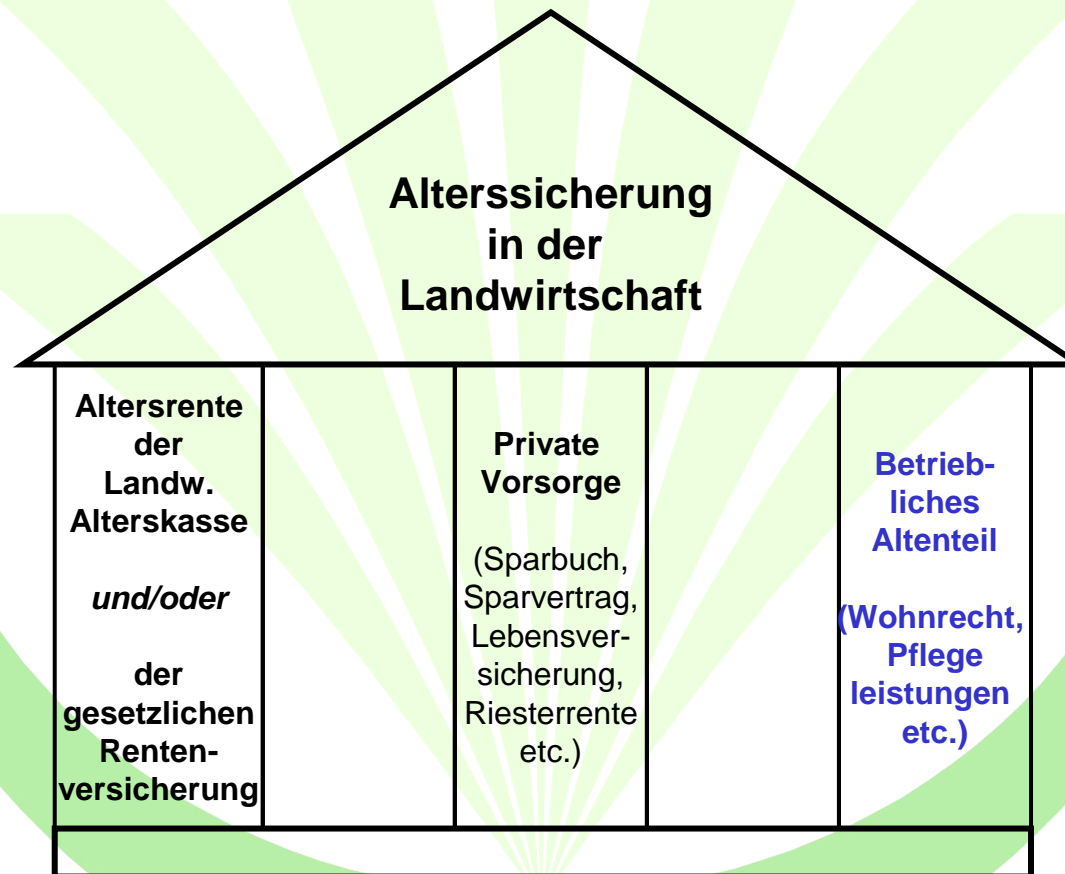 Alterssicherung
in der
Landwirtschaft
Altersrente
der
Landw.
Alterskasse
und/oder
der
gesetzlichen
Renten-
versicherung
Private
Vorsorge
(Sparbuch,
Sparvertrag,
Lebensver-
sicherung,
Riesterrente
etc.)
Betrieb-
liches
Altenteil
(Wohnrecht,
Pflege
leistungen
etc.)